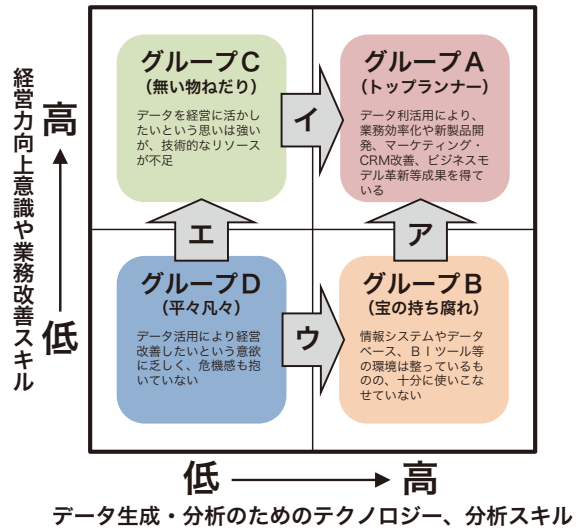 経営力向上意識や業務改善スキル
高
低
グループC
(無い物ねだり)
データを経営に活かし
たいという思いは強い
が、技術的なリソース
が不足
イ
グループA
(トップランナー)
データ利活用により、
業務効率化や新製品開
発、マーケティング・
CRM改善、ビジネスモ
デル革新等成果を得て
いる
エ
ア
グループD
(平々凡々)
データ活用により経営
改善したいという意欲
に乏しく、危機感も抱
いていない
ウ
グループB
(宝の持ち腐れ)
情報システムやデータ
ベース、BIツール等
の環境は整っているも
のの、十分に使いこな
せていない
低
高
データ生成・分析のためのテクノロジー、分析スキル